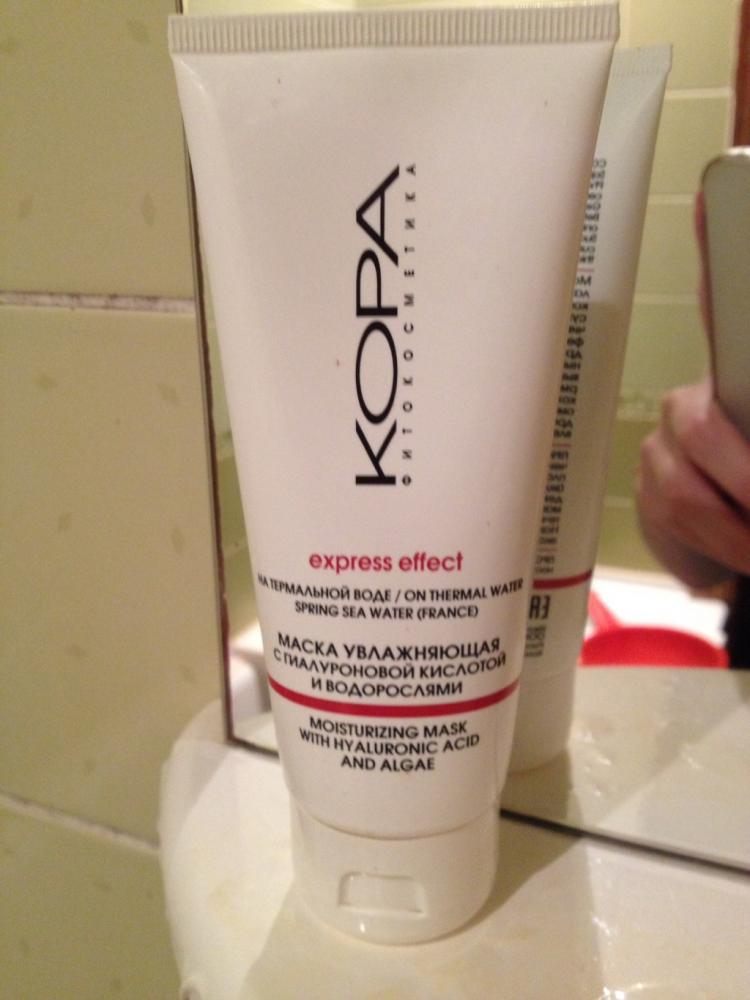 КОРА
ФИТОКОСМЕТИКА
express effect
НА ТЕРМАЛЬНОЙ ВОДЕ / ON THERMAL WATER
SPRING SEA WATER (FRANCE)
МАСКА УВЛАЖНЯЮЩАЯ
С ГИАЛУРОНОВОЙ КИСЛОТОЙ
И ВОДОРОСЛЯМИ
MOISTURIZING MASK
WITH HYALURONIC ACID
AND ALGAE